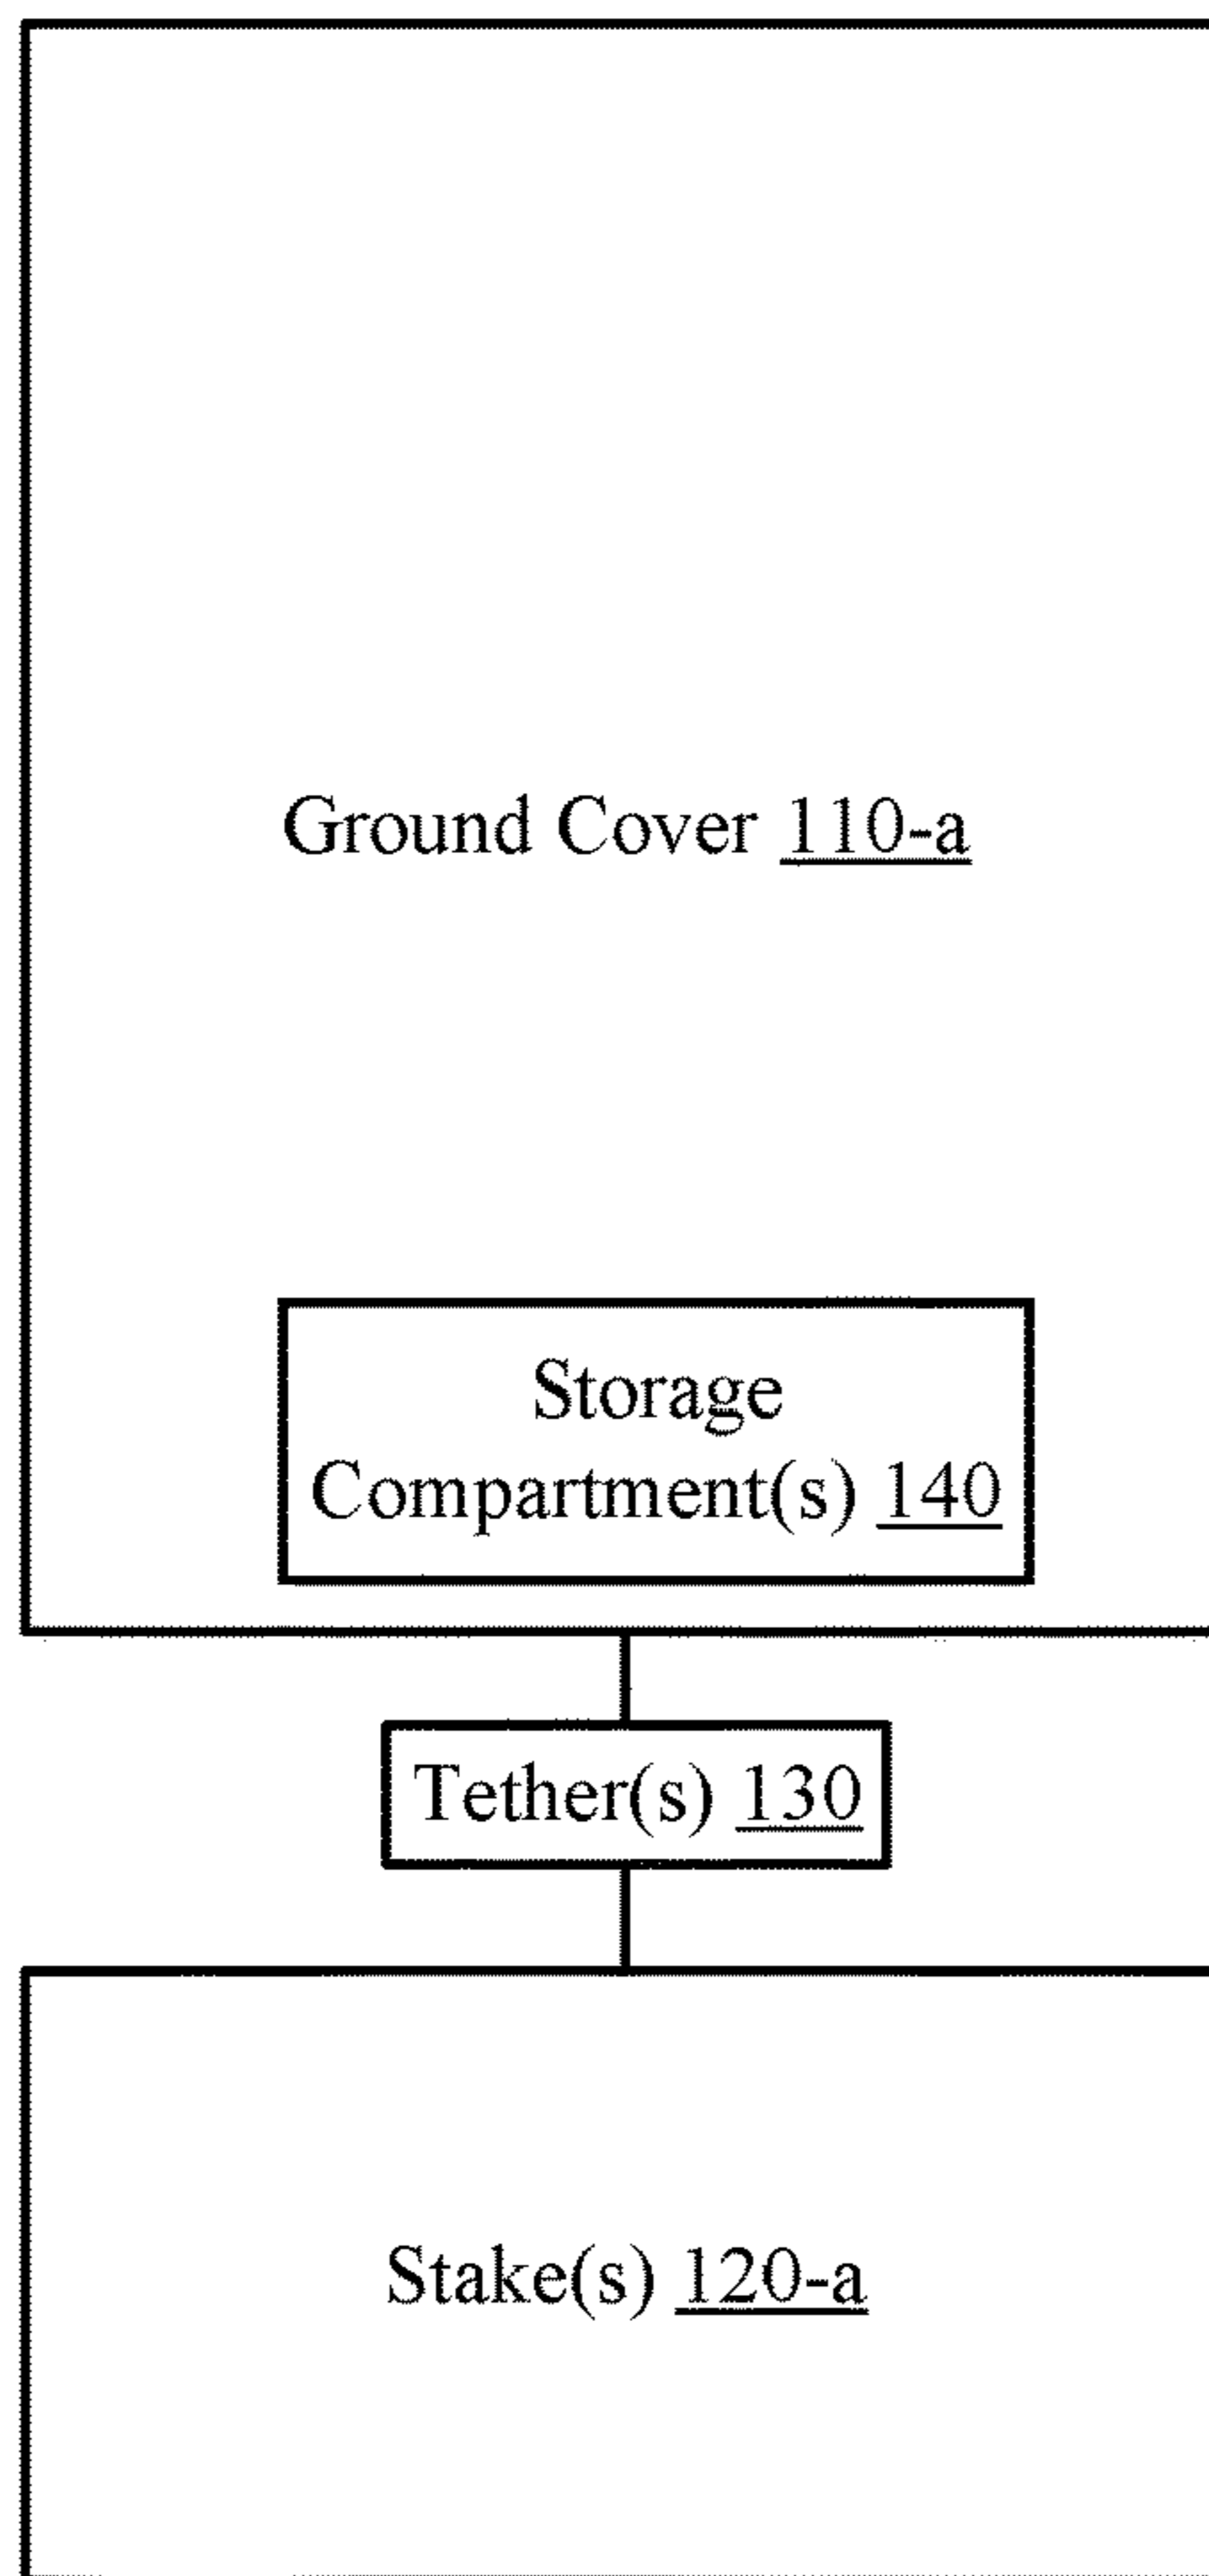 Ground Cover 110-a
Storage
Compartment(s) 140
Tether(s) 130
Stake(s) 120-a